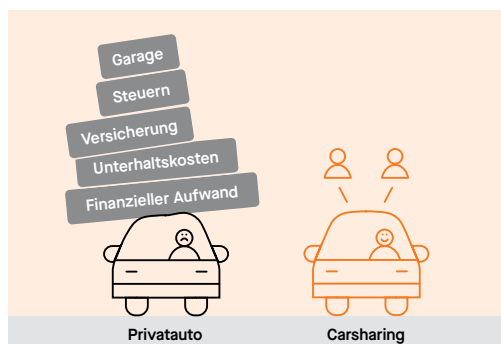 Garage
Steuern
Versicherung
Unterhaltskosten
Finanzieller Aufwand
Privatauto
Carsharing